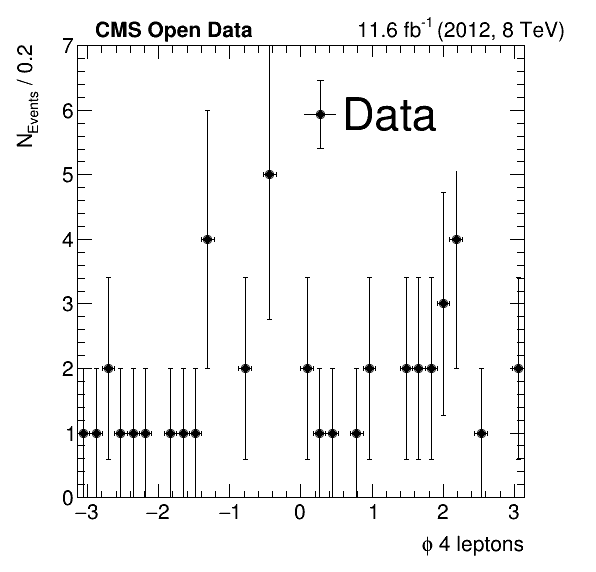 CMS Open Data 11.6 fb⁻¹ (2012, 8 TeV)
N_Events / 0.2
7
6
5
4
3
2
1
0
Data
−3 −2 −1 0 1 2 3
ϕ 4 leptons